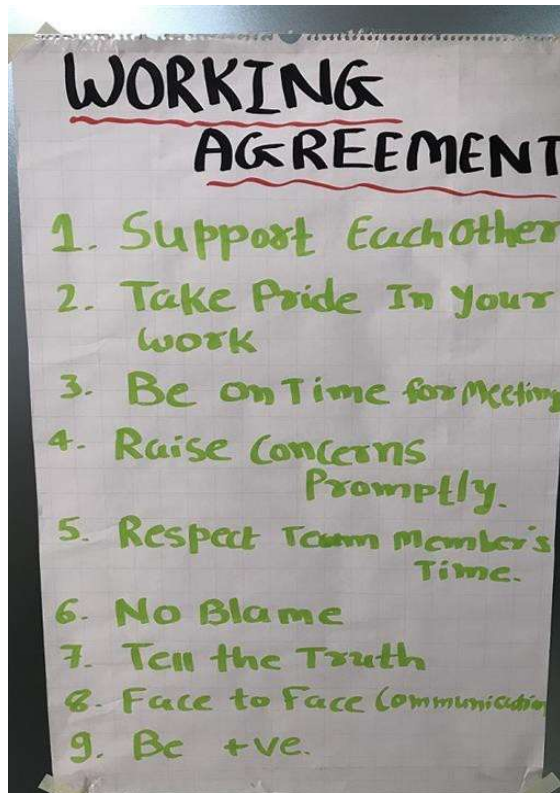 WORKING
AGREEMENT
1. Support Each Other
2. Take Pride In Your
work
3. Be on Time for Meeting
4. Raise Concerns
Promptly.
5. Respect Team Member's
Time.
6. No Blame
7. Tell the Truth
8. Face to Face Communication
9. Be +ve.